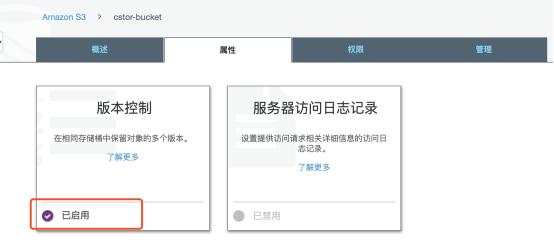 Amazon S3 > cstor-bucket
概述 属性 权限 管理
版本控制
在相同存储桶中保留对象的多个版本。
了解更多
已启用
服务器访问日志记录
设置提供访问请求相关详细信息的访问日
志记录。
了解更多
已禁用